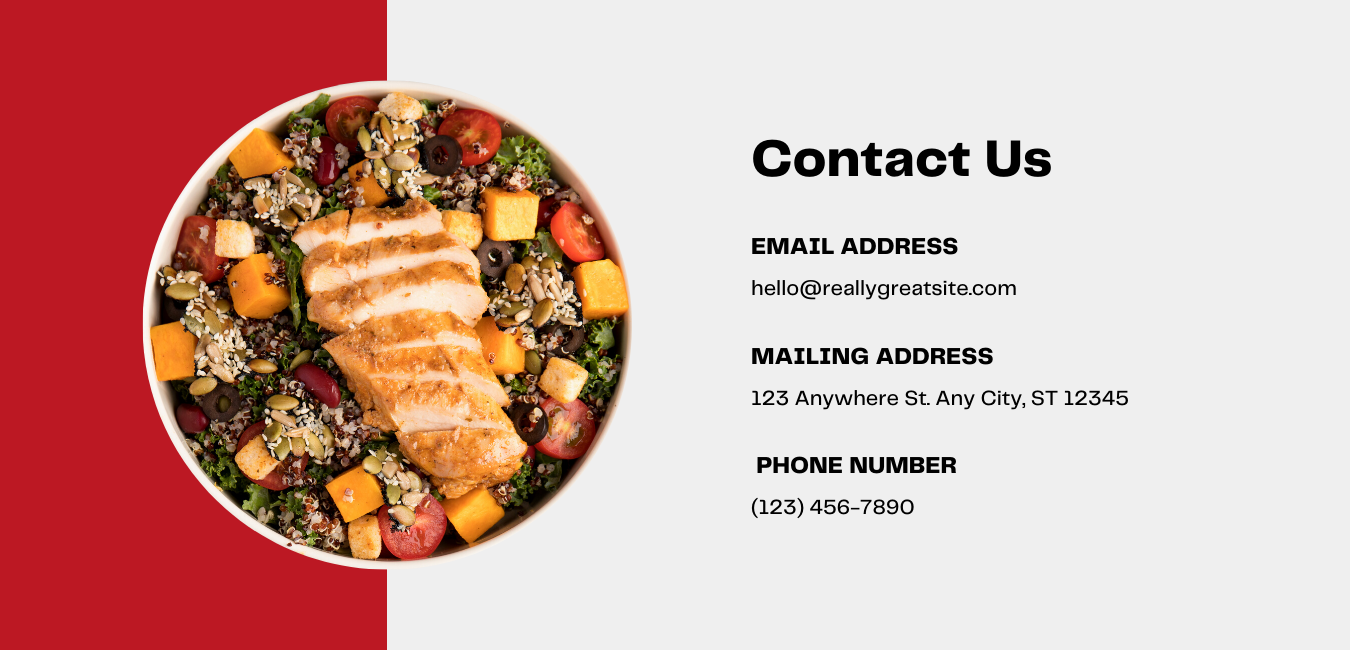 Contact Us
EMAIL ADDRESS
hello@reallygreatsite.com
MAILING ADDRESS
123 Anywhere St. Any City, ST 12345
PHONE NUMBER
(123) 456-7890